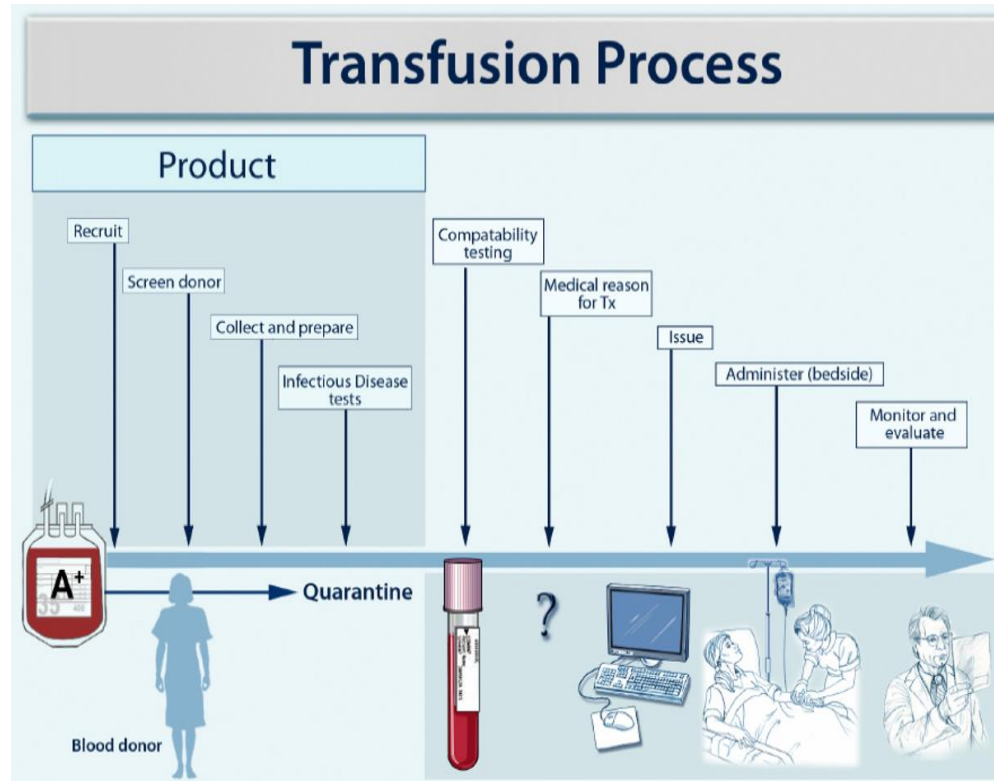 Transfusion Process
Product
Recruit
Screen donor
Collect and prepare
Infectious Disease
tests
Compatability
testing
Medical reason
for Tx
Issue
Administer (bedside)
Monitor and
evaluate
A+
35
Quarantine
Blood donor
?